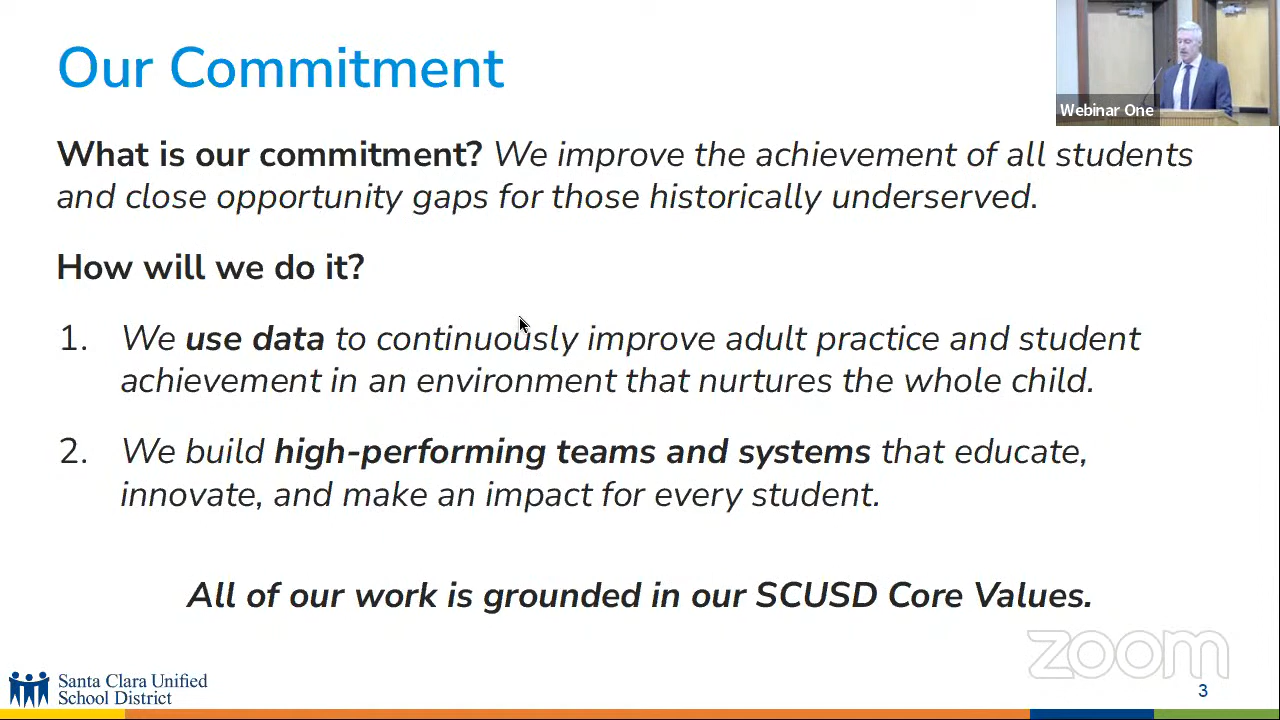 Our Commitment
Webinar One
What is our commitment? We improve the achievement of all students
and close opportunity gaps for those historically underserved.
How will we do it?
1. We use data to continuously improve adult practice and student
achievement in an environment that nurtures the whole child.
2. We build high-performing teams and systems that educate,
innovate, and make an impact for every student.
All of our work is grounded in our SCUSD Core Values.
zoom
Santa Clara Unified
School District
3